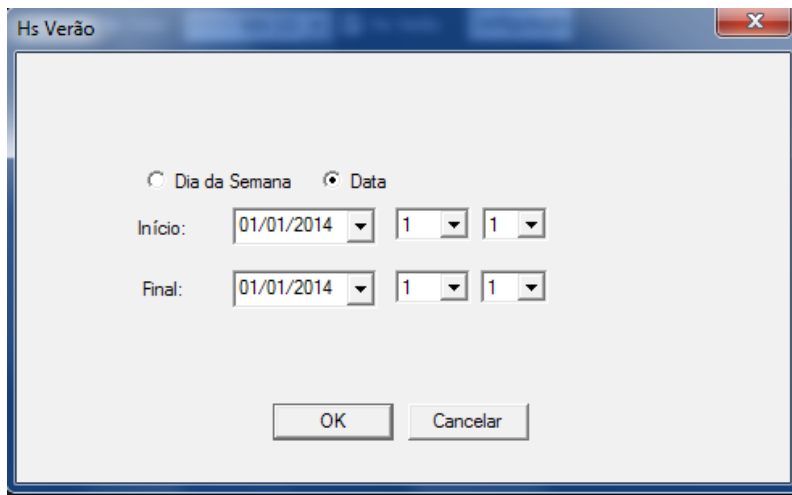 Hs Verão
Dia da Semana Data
Início: 01/01/2014 1 1
Final: 01/01/2014 1 1
OK Cancelar